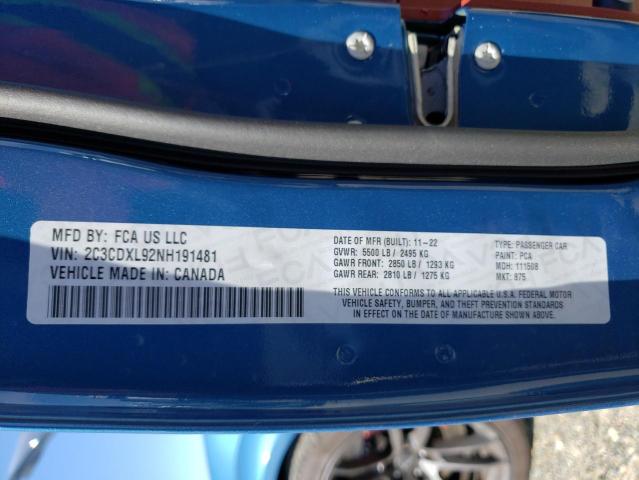 MFD BY: FCA US LLC
VIN: 2C3CDXL92NH191481
VEHICLE MADE IN: CANADA
DATE OF MFR (BUILT): 11-22
GVWR: 5500 LB / 2495 KG
GAWR FRONT: 2850 LB / 1293 KG
GAWR REAR: 2810 LB / 1275 KG
TYPE: PASSENGER CAR
PAINT: PCA
MDH: 111508
MKT: 875
THIS VEHICLE CONFORMS TO ALL APPLICABLE U.S.A. FEDERAL MOTOR
VEHICLE SAFETY, BUMPER, AND THEFT PREVENTION STANDARDS
IN EFFECT ON THE DATE OF MANUFACTURE SHOWN ABOVE.